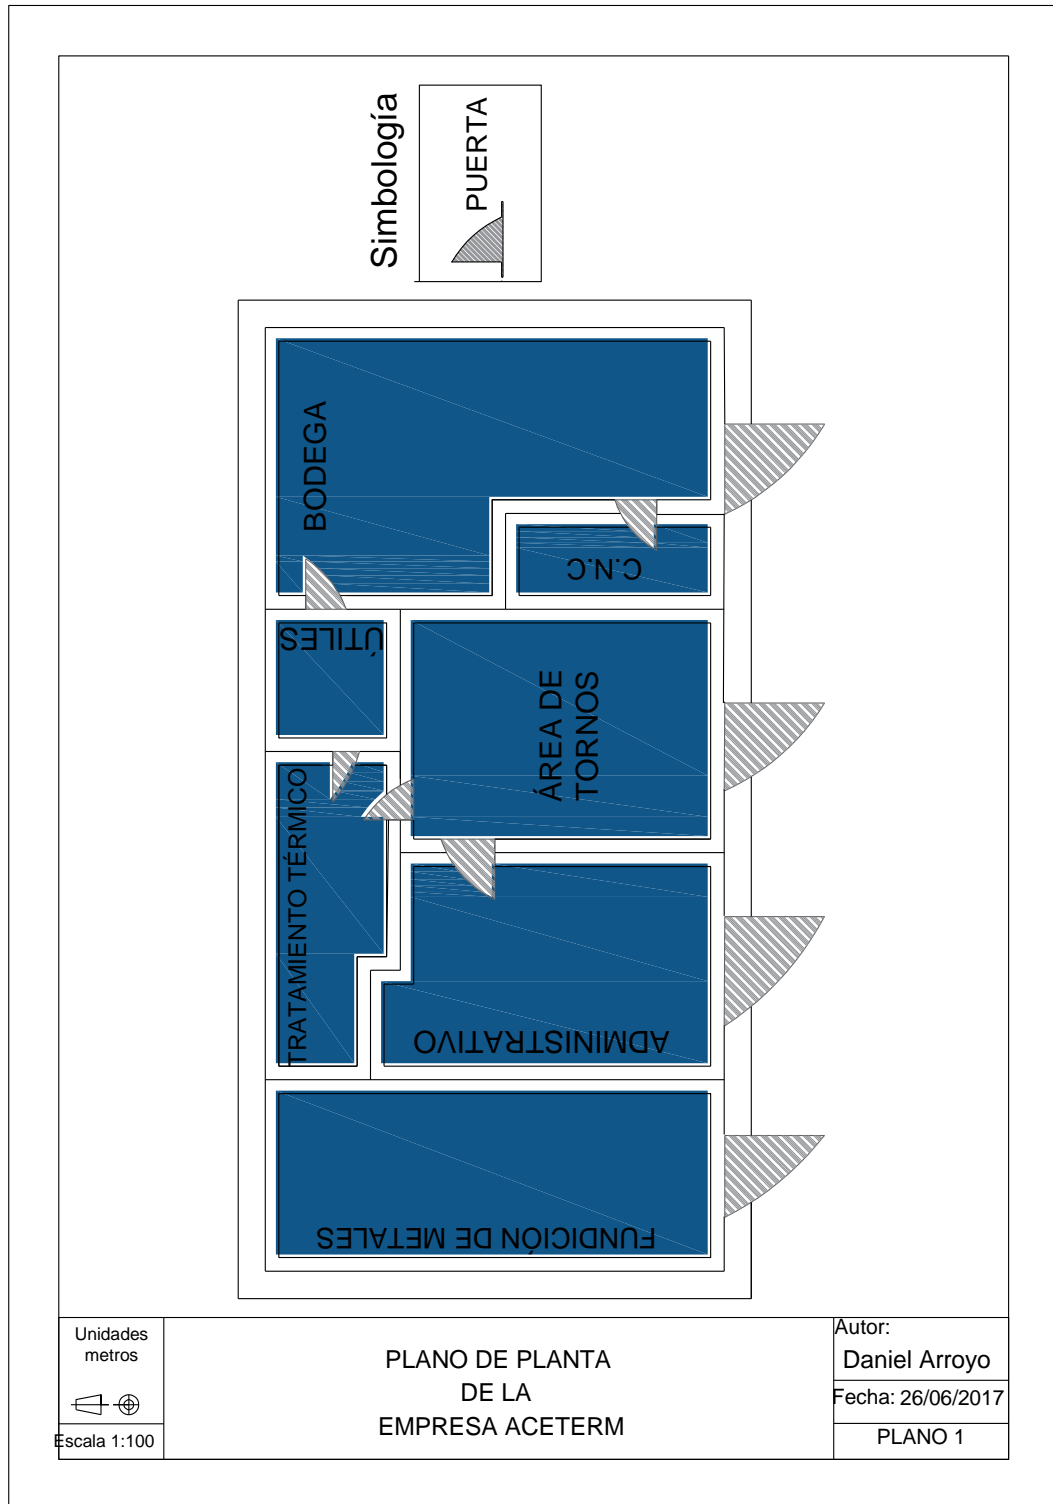 Simbología
PUERTA
BODEGA
C.N.C
ÚTILES
ÁREA DE
TORNOS
TRATAMIENTO TÉRMICO
ADMINISTRATIVO
FUNDICIÓN DE METALES
Unidades
metros
Escala 1:100
PLANO DE PLANTA
DE LA
EMPRESA ACETERM
Autor:
Daniel Arroyo
Fecha: 26/06/2017
PLANO 1